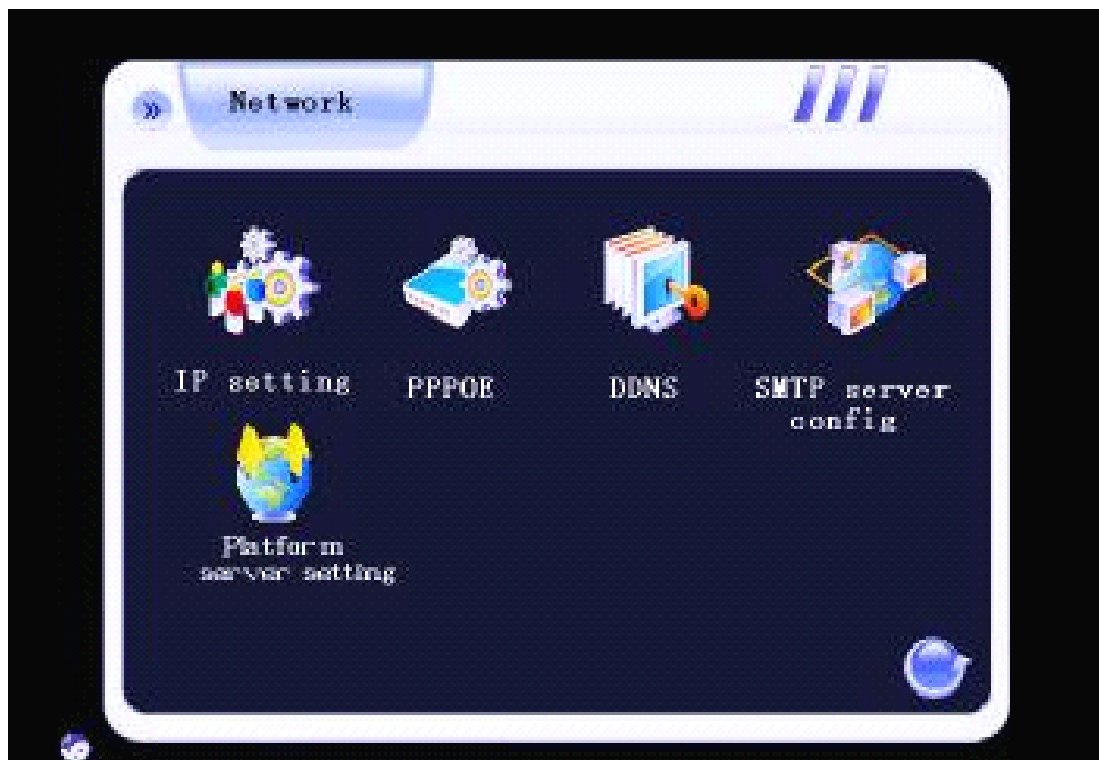 Network
IP setting
PPPOE
DDNS
SMTP server
config
Platform
server setting